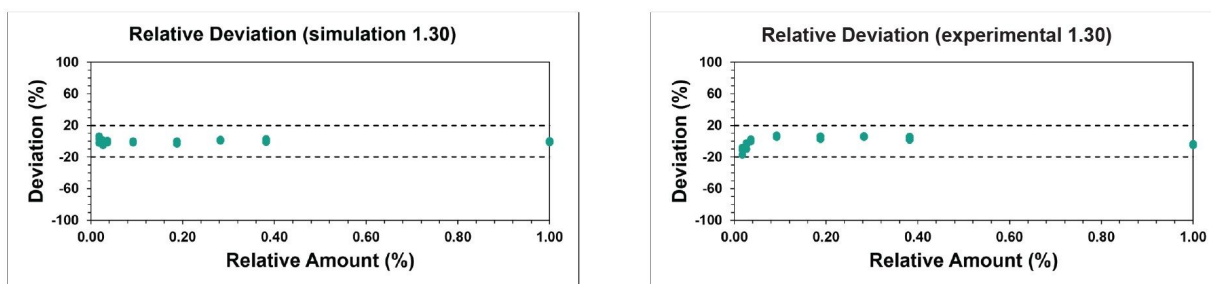 Relative Deviation (simulation 1.30)
Deviation (%)
100
60
20
-20
-60
-100
0.00 0.20 0.40 0.60 0.80 1.00
Relative Amount (%)
Relative Deviation (experimental 1.30)
Deviation (%)
100
60
20
-20
-60
-100
0.00 0.20 0.40 0.60 0.80 1.00
Relative Amount (%)